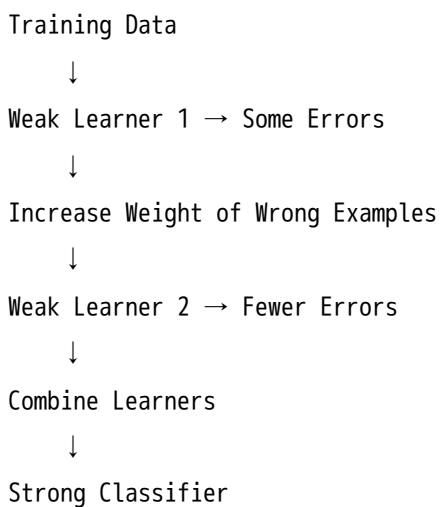 Training Data
↓
Weak Learner 1 → Some Errors
↓
Increase Weight of Wrong Examples
↓
Weak Learner 2 → Fewer Errors
↓
Combine Learners
↓
Strong Classifier